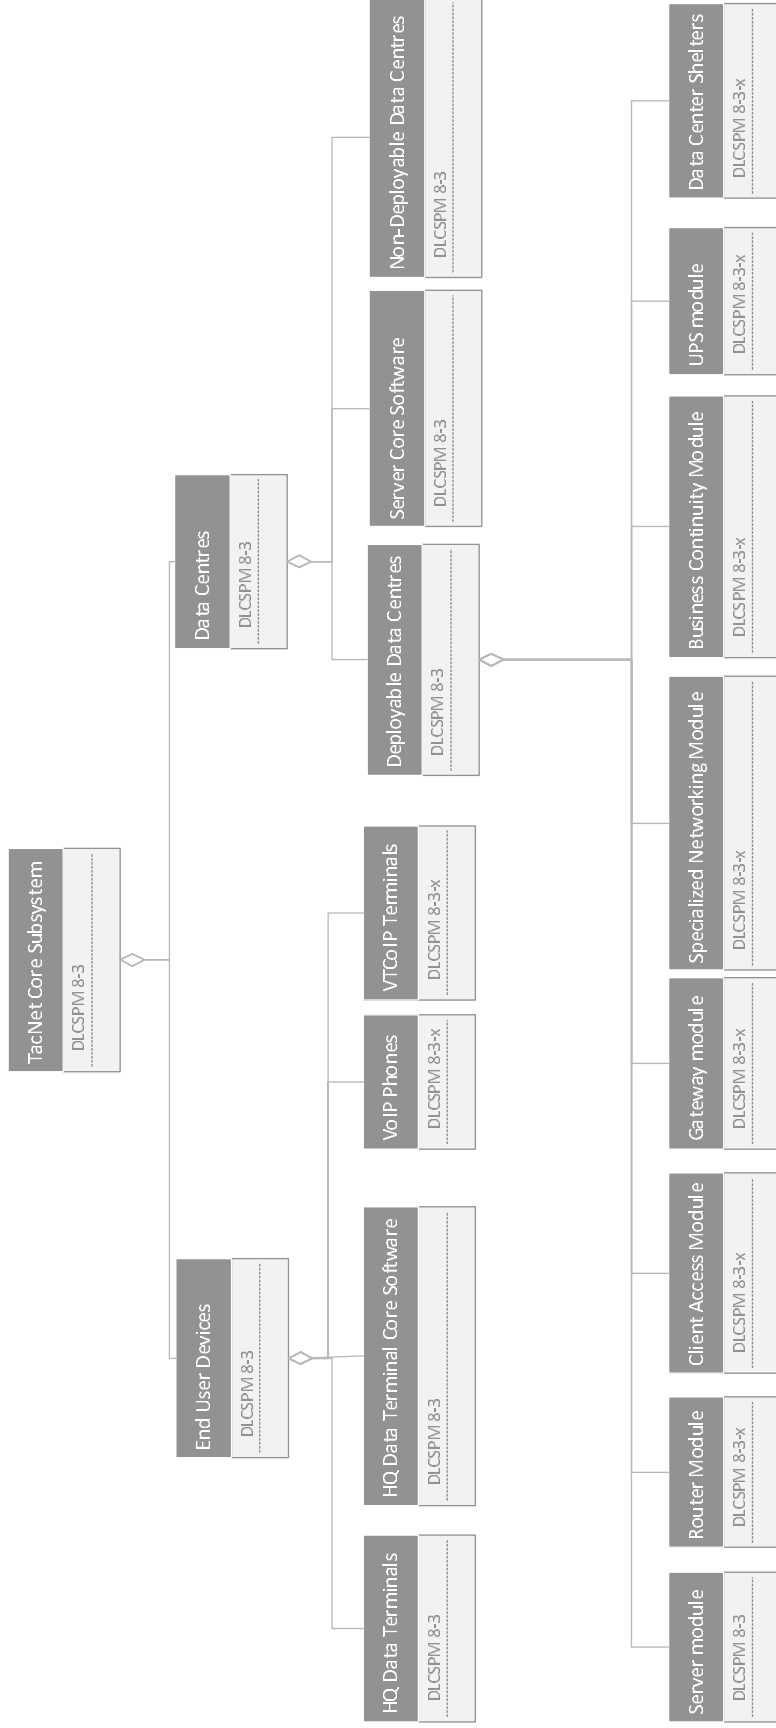 TacNet Core Subsystem
DLCSPM 8-3
End User Devices
DLCSPM 8-3
Data Centres
DLCSPM 8-3
HQ Data Terminals
DLCSPM 8-3
HQ Data Terminal Core Software
DLCSPM 8-3
VoIP Phones
DLCSPM 8-3-x
VTCoIP Terminals
DLCSPM 8-3-x
Deployable Data Centres
DLCSPM 8-3
Server Core Software
DLCSPM 8-3
Non-Deployable Data Centres
DLCSPM 8-3
Server module
DLCSPM 8-3
Router Module
DLCSPM 8-3-x
Client Access Module
DLCSPM 8-3-x
Gateway module
DLCSPM 8-3-x
Specialized Networking Module
DLCSPM 8-3-x
Business Continuity Module
DLCSPM 8-3-x
UPS module
DLCSPM 8-3-x
Data Center Shelters
DLCSPM 8-3-x